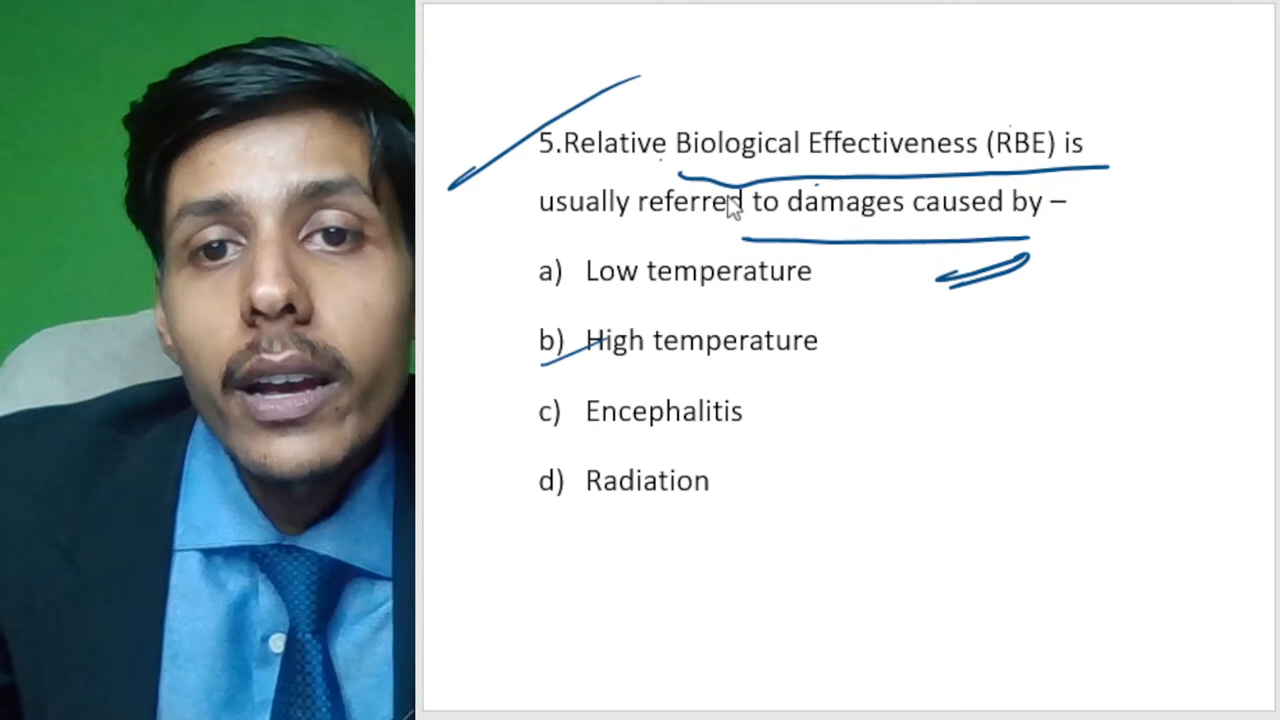 5.Relative Biological Effectiveness (RBE) is
usually referred to damages caused by –
a) Low temperature
b) High temperature
c) Encephalitis
d) Radiation